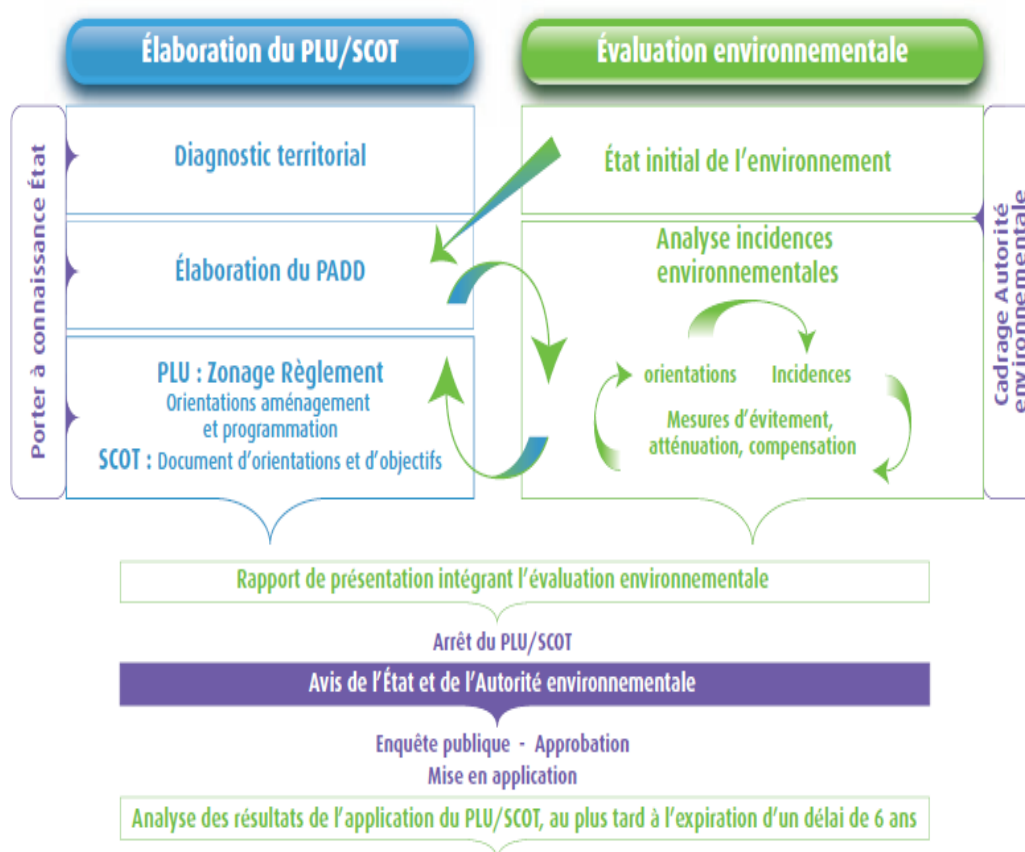 Élaboration du PLU/SCOT
Évaluation environnementale
Porter à connaissance État
Diagnostic territorial
État initial de l'environnement
Élaboration du PADD
Analyse incidences
environnementales
PLU : Zonage Règlement
Orientations aménagement
et programmation
SCOT : Document d'orientations et d'objectifs
orientations
Incidences
Mesures d'évitement,
atténuation, compensation
Cadrage Autorité
environnementale
Rapport de présentation intégrant l'évaluation environnementale
Arrêt du PLU/SCOT
Avis de l'État et de l'Autorité environnementale
Enquête publique - Approbation
Mise en application
Analyse des résultats de l'application du PLU/SCOT, au plus tard à l'expiration d'un délai de 6 ans